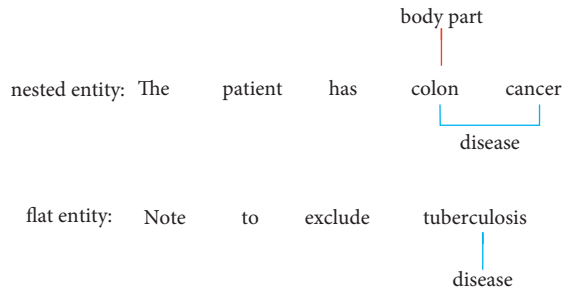 body part
nested entity: The patient has colon cancer
disease
flat entity: Note to exclude tuberculosis
disease